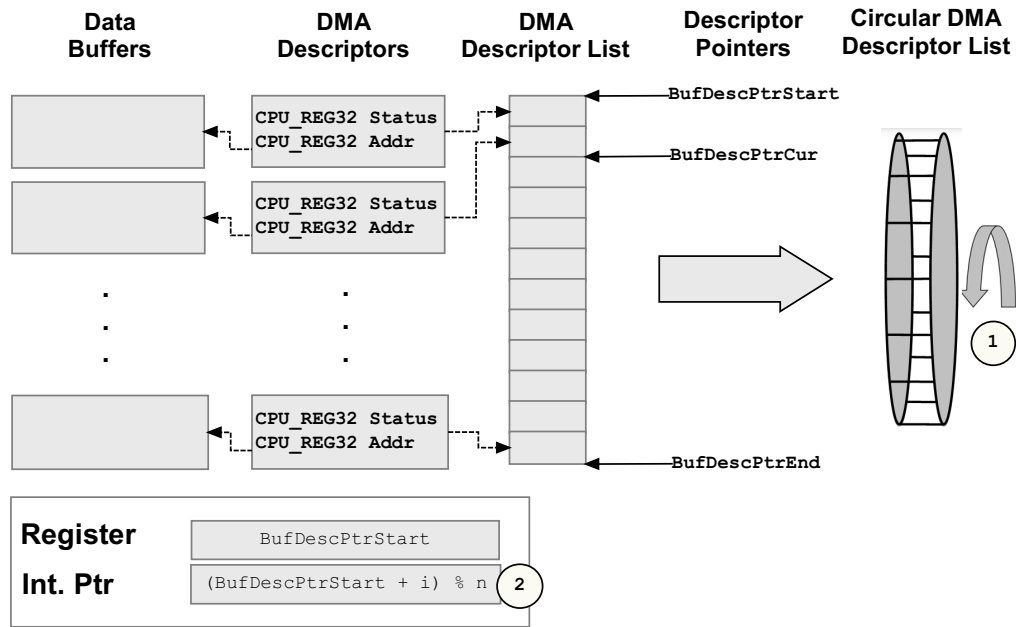 Data
Buffers
DMA
Descriptors
DMA
Descriptor List
Descriptor
Pointers
Circular DMA
Descriptor List
CPU_REG32 Status
CPU_REG32 Addr
CPU_REG32 Status
CPU_REG32 Addr
CPU_REG32 Status
CPU_REG32 Addr
BufDescPtrStart
BufDescPtrCur
BufDescPtrEnd
1
Register
BufDescPtrStart
Int. Ptr
(BufDescPtrStart + i) % n
2